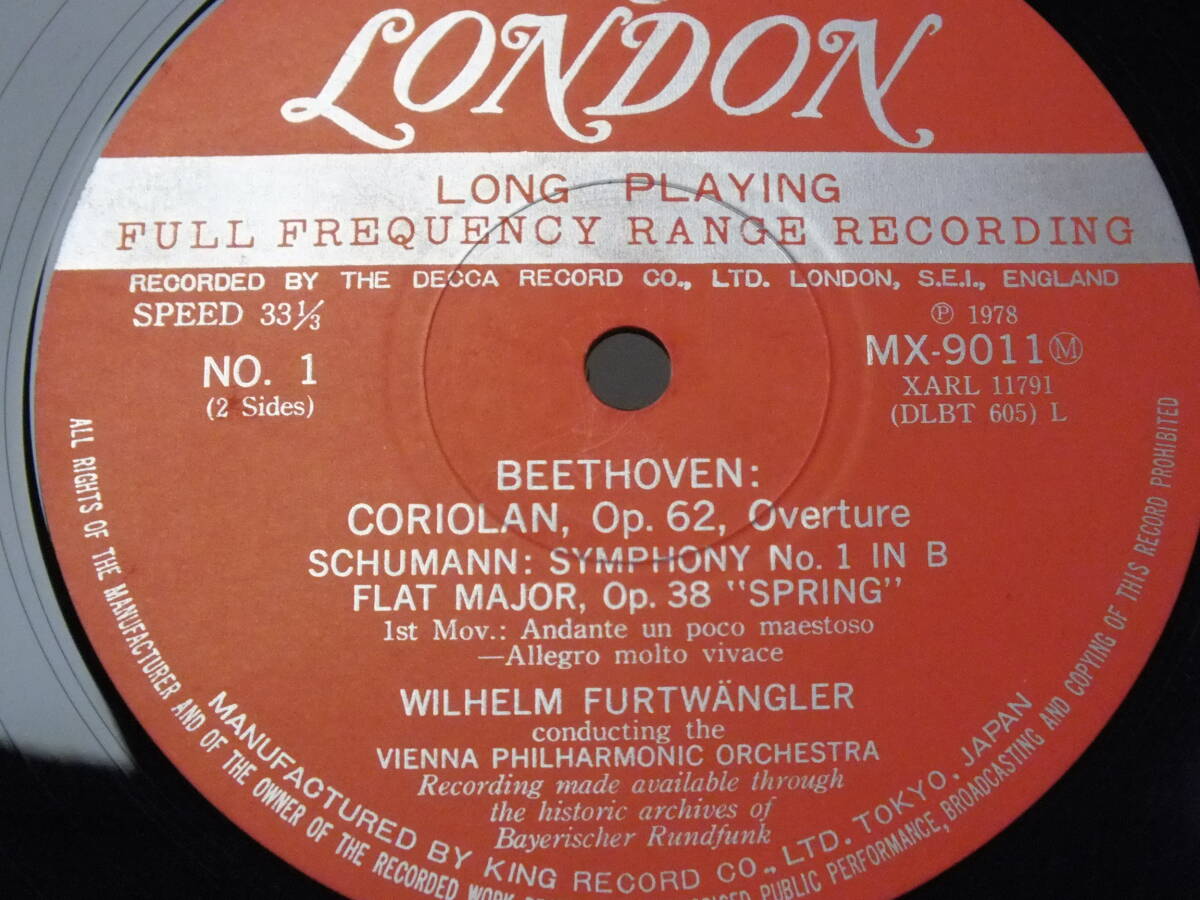 LONDON
LONG PLAYING
FULL FREQUENCY RANGE RECORDING
RECORDED BY THE DECCA RECORD CO., LTD. LONDON, S.E.I., ENGLAND
SPEED 33⅓
℗ 1978
NO. 1
MX-9011Ⓜ
(2 Sides)
XARL 11791
(DLBT 605) L
BEETHOVEN:
CORIOLAN, Op. 62, Overture
SCHUMANN: SYMPHONY No. 1 IN B
FLAT MAJOR, Op. 38 "SPRING"
1st Mov.: Andante un poco maestoso
—Allegro molto vivace
WILHELM FURTWÄNGLER
conducting the
VIENNA PHILHARMONIC ORCHESTRA
Recording made available through
the historic archives of
Bayerischer Rundfunk
MANUFACTURED BY KING RECORD CO., LTD. TOKYO. JAPAN
ALL RIGHTS OF THE MANUFACTURER AND OF THE OWNER OF THE RECORDED WORK PUBLIC PERFORMANCE, BROADCASTING AND COPYING OF THIS RECORD PROHIBITED